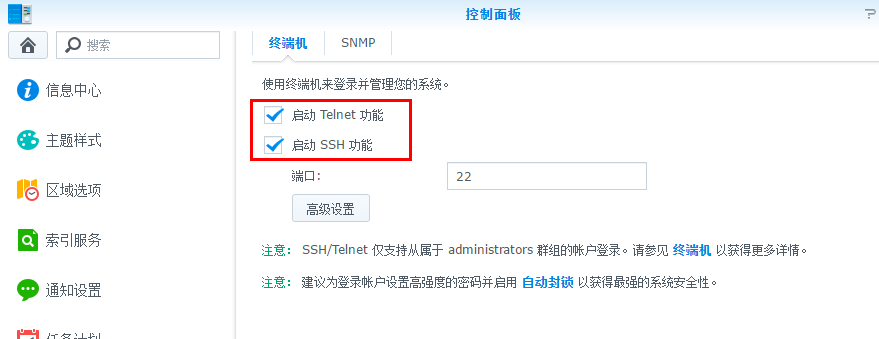 控制面板
搜索
终端机
SNMP
信息中心
使用终端机来登录并管理您的系统。
启动 Telnet 功能
主题样式
启动 SSH 功能
端口:
22
区域选项
高级设置
索引服务
注意: SSH/Telnet 仅支持从属于 administrators 群组的帐户登录。请参见 终端机 以获得更多详情。
通知设置
注意: 建议为登录帐户设置高强度的密码并启用 自动封锁 以获得最强的系统安全性。
任务计划